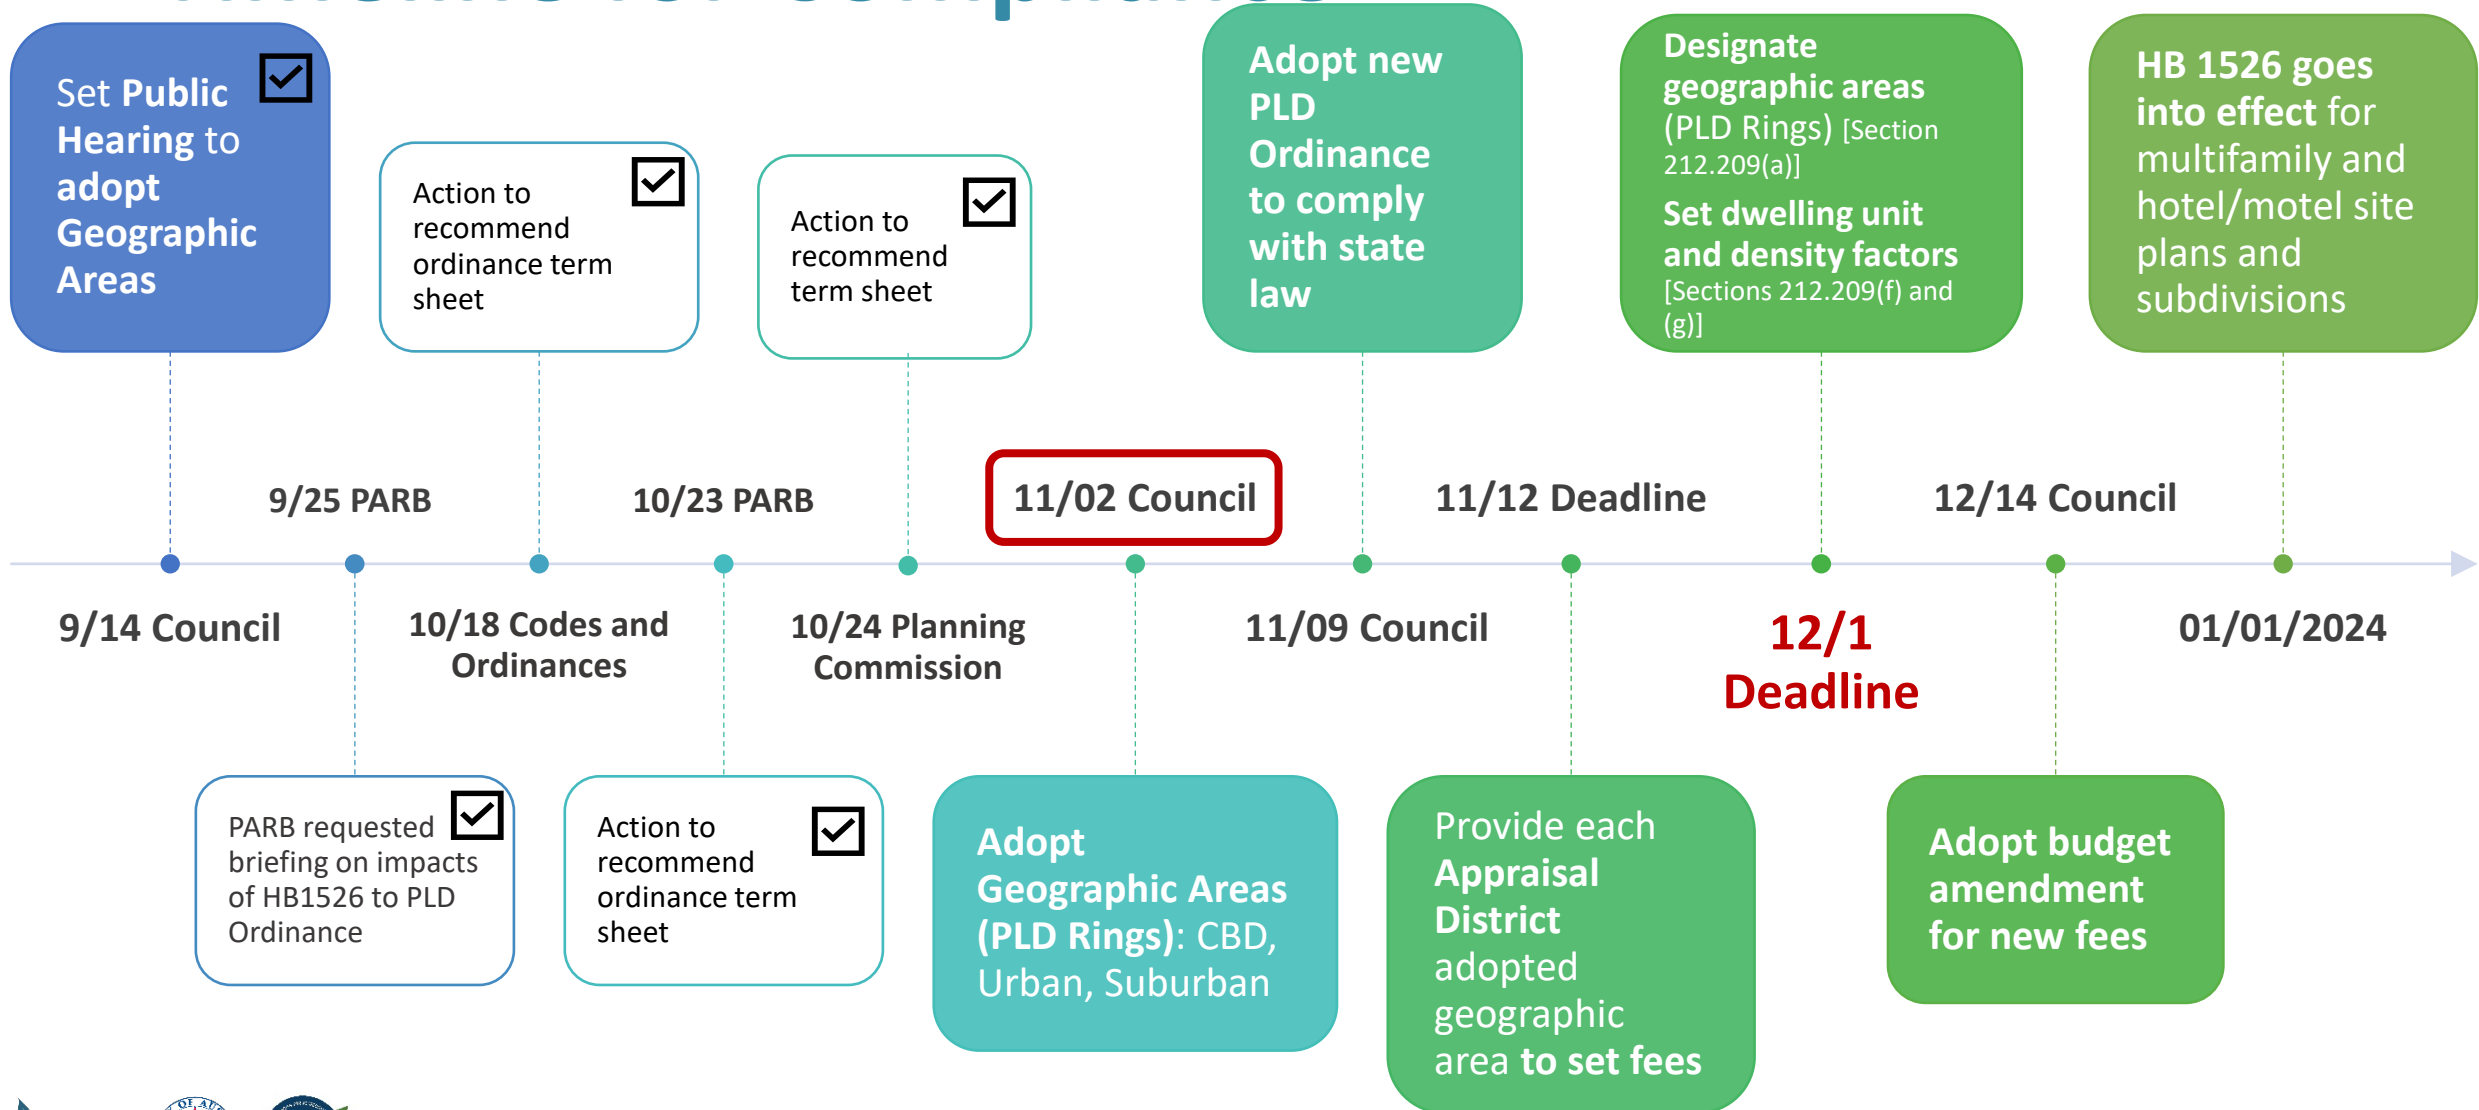 Timeline for Compliance
Set Public
Hearing to
adopt
Geographic
Areas
Action to
recommend
ordinance term
sheet
Action to
recommend
term sheet
Adopt new
PLD
Ordinance
to comply
with state
law
Designate
geographic areas
(PLD Rings) [Section
212.209(a)]
Set dwelling unit
and density factors
[Sections 212.209(f) and
(g)]
HB 1526 goes
into effect for
multifamily and
hotel/motel site
plans and
subdivisions
9/25 PARB
10/23 PARB
11/02 Council
11/12 Deadline
12/14 Council
9/14 Council
10/18 Codes and
Ordinances
10/24 Planning
Commission
11/09 Council
12/1
Deadline
01/01/2024
PARB requested
briefing on impacts
of HB1526 to PLD
Ordinance
Action to
recommend
ordinance term
sheet
Adopt
Geographic Areas
(PLD Rings): CBD,
Urban, Suburban
Provide each
Appraisal
District
adopted
geographic
area to set fees
Adopt budget
amendment
for new fees